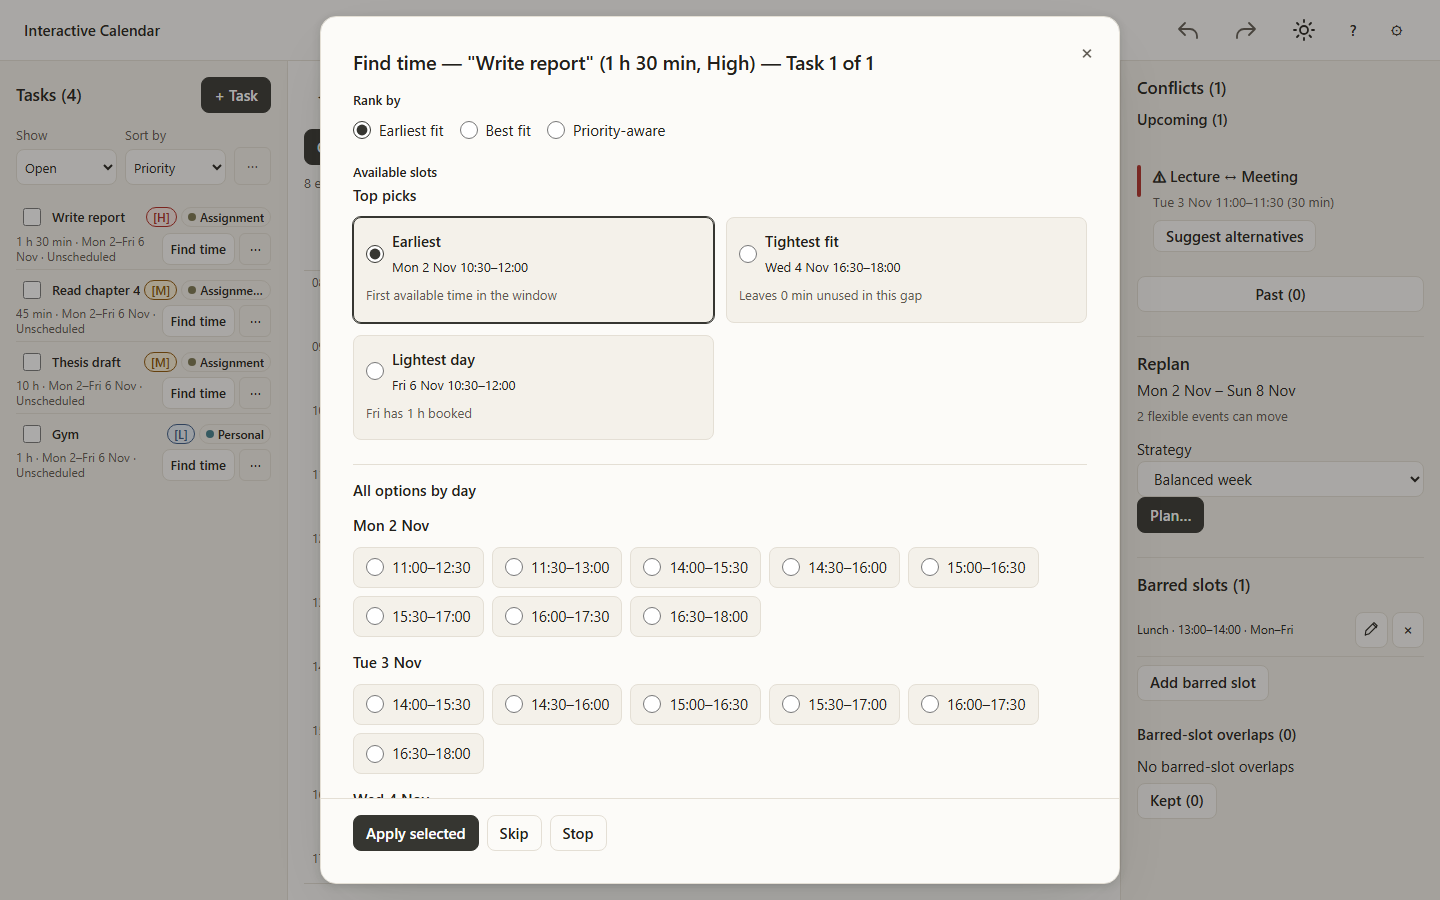 Interactive Calendar
?
Tasks (4)
+ Task
Show
Sort by
Open
Priority
...
Write report
[H]
Assignment
1 h 30 min · Mon 2–Fri 6
Nov · Unscheduled
Find time
...
Read chapter 4
[M]
Assignme...
45 min · Mon 2–Fri 6 Nov ·
Unscheduled
Find time
...
Thesis draft
[M]
Assignment
10 h · Mon 2–Fri 6 Nov ·
Unscheduled
Find time
...
Gym
[L]
Personal
1 h · Mon 2–Fri 6 Nov ·
Unscheduled
Find time
...
8 e
Find time — "Write report" (1 h 30 min, High) — Task 1 of 1
×
Rank by
Earliest fit
Best fit
Priority-aware
Available slots
Top picks
Earliest
Mon 2 Nov 10:30–12:00
First available time in the window
Tightest fit
Wed 4 Nov 16:30–18:00
Leaves 0 min unused in this gap
Lightest day
Fri 6 Nov 10:30–12:00
Fri has 1 h booked
All options by day
Mon 2 Nov
11:00–12:30
11:30–13:00
14:00–15:30
14:30–16:00
15:00–16:30
15:30–17:00
16:00–17:30
16:30–18:00
Tue 3 Nov
14:00–15:30
14:30–16:00
15:00–16:30
15:30–17:00
16:00–17:30
16:30–18:00
Wed 4 Nov
Apply selected
Skip
Stop
Conflicts (1)
Upcoming (1)
⚠ Lecture ↔ Meeting
Tue 3 Nov 11:00–11:30 (30 min)
Suggest alternatives
Past (0)
Replan
Mon 2 Nov – Sun 8 Nov
2 flexible events can move
Strategy
Balanced week
Plan...
Barred slots (1)
Lunch · 13:00–14:00 · Mon–Fri
×
Add barred slot
Barred-slot overlaps (0)
No barred-slot overlaps
Kept (0)